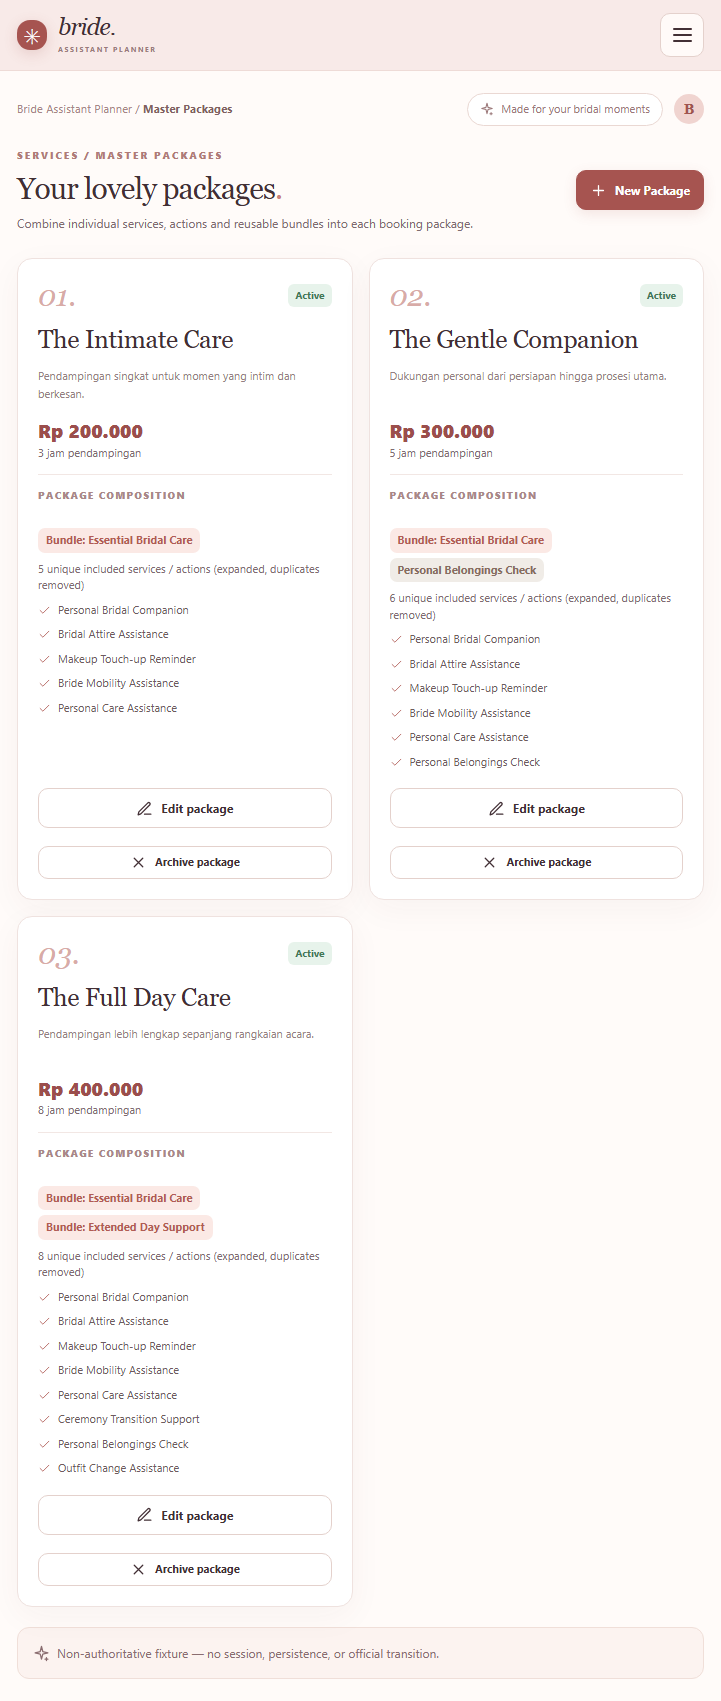 bride.
ASSISTANT PLANNER
Bride Assistant Planner / Master Packages
Made for your bridal moments
B
SERVICES / MASTER PACKAGES
Your lovely packages.
New Package
Combine individual services, actions and reusable bundles into each booking package.
01.
Active
The Intimate Care
Pendampingan singkat untuk momen yang intim dan
berkesan.
Rp 200.000
3 jam pendampingan
PACKAGE COMPOSITION
Bundle: Essential Bridal Care
5 unique included services / actions (expanded, duplicates
removed)
Personal Bridal Companion
Bridal Attire Assistance
Makeup Touch-up Reminder
Bride Mobility Assistance
Personal Care Assistance
Edit package
Archive package
02.
Active
The Gentle Companion
Dukungan personal dari persiapan hingga prosesi utama.
Rp 300.000
5 jam pendampingan
PACKAGE COMPOSITION
Bundle: Essential Bridal Care
Personal Belongings Check
6 unique included services / actions (expanded, duplicates
removed)
Personal Bridal Companion
Bridal Attire Assistance
Makeup Touch-up Reminder
Bride Mobility Assistance
Personal Care Assistance
Personal Belongings Check
Edit package
Archive package
03.
Active
The Full Day Care
Pendampingan lebih lengkap sepanjang rangkaian acara.
Rp 400.000
8 jam pendampingan
PACKAGE COMPOSITION
Bundle: Essential Bridal Care
Bundle: Extended Day Support
8 unique included services / actions (expanded, duplicates
removed)
Personal Bridal Companion
Bridal Attire Assistance
Makeup Touch-up Reminder
Bride Mobility Assistance
Personal Care Assistance
Ceremony Transition Support
Personal Belongings Check
Outfit Change Assistance
Edit package
Archive package
Non-authoritative fixture — no session, persistence, or official transition.